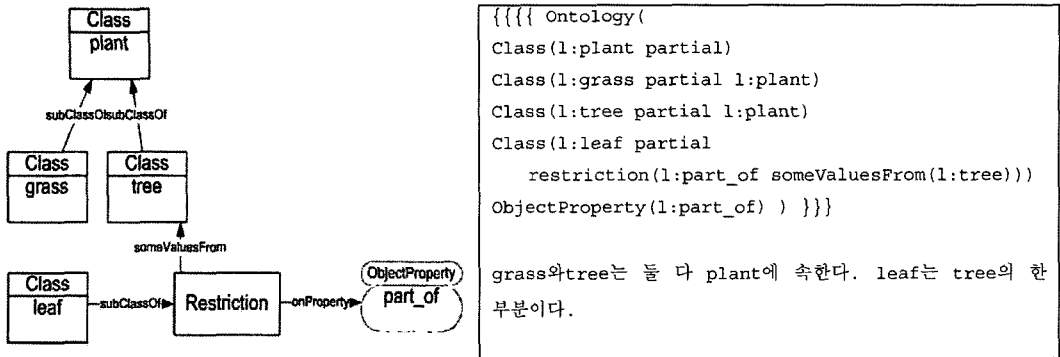 Class
plant
subClassOfsubClassOf
Class
grass
Class
tree
someValuesFrom
Class
leaf
subClassOf
Restriction
onProperty
ObjectProperty
part_of
{{{{ Ontology(
Class(l:plant partial)
Class(l:grass partial l:plant)
Class(l:tree partial l:plant)
Class(l:leaf partial
restriction(l:part_of someValuesFrom(l:tree)))
ObjectProperty(l:part_of) ) }}}
grass와tree는 둘 다 plant에 속한다. leaf는 tree의 한
부분이다.